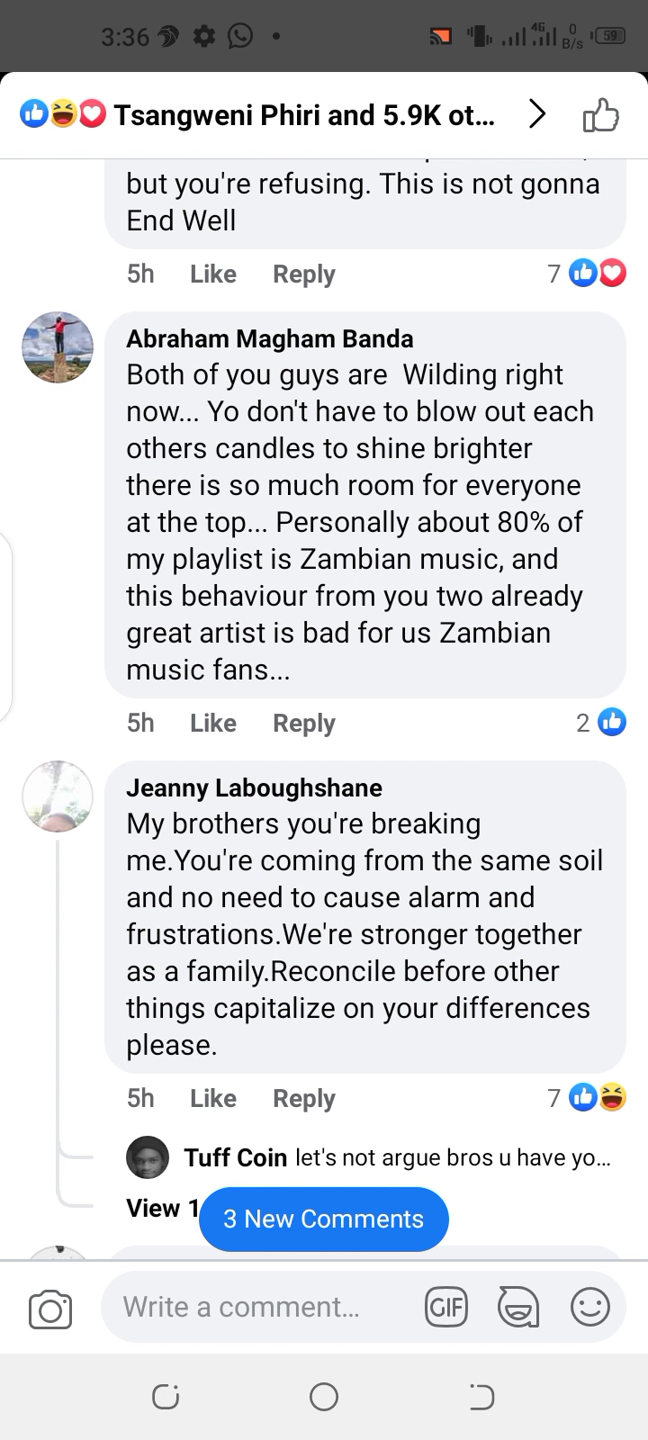 3:36
4G
0
B/s
59
Tsangweni Phiri and 5.9K ot...
but you're refusing. This is not gonna
End Well
5h Like Reply 7
Abraham Magham Banda
Both of you guys are  Wilding right
now... Yo don't have to blow out each
others candles to shine brighter
there is so much room for everyone
at the top... Personally about 80% of
my playlist is Zambian music, and
this behaviour from you two already
great artist is bad for us Zambian
music fans...
5h Like Reply 2
Jeanny Laboughshane
My brothers you're breaking
me.You're coming from the same soil
and no need to cause alarm and
frustrations.We're stronger together
as a family.Reconcile before other
things capitalize on your differences
please.
5h Like Reply 7
Tuff Coin let's not argue bros u have yo...
View 1
3 New Comments
Write a comment...
GIF